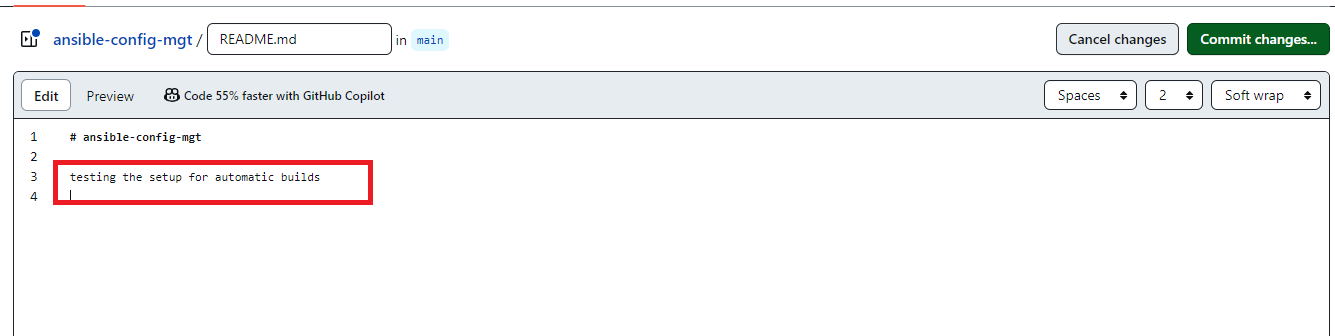 ansible-config-mgt / README.md in main Cancel changes Commit changes...
Edit Preview Code 55% faster with GitHub Copilot Spaces 2 Soft wrap
1 # ansible-config-mgt
2
3 testing the setup for automatic builds
4